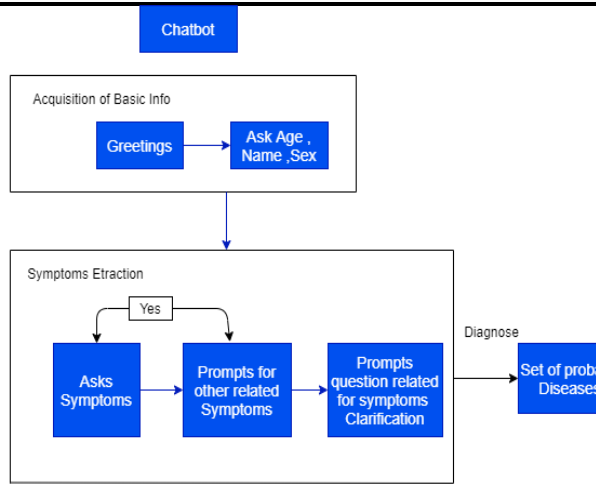 Chatbot
Acquisition of Basic Info
Greetings
Ask Age ,
Name ,Sex
Symptoms Etraction
Yes
Asks
Symptoms
Prompts for
other related
Symptoms
Prompts
question related
for symptoms
Clarification
Diagnose
Set of
Diseases